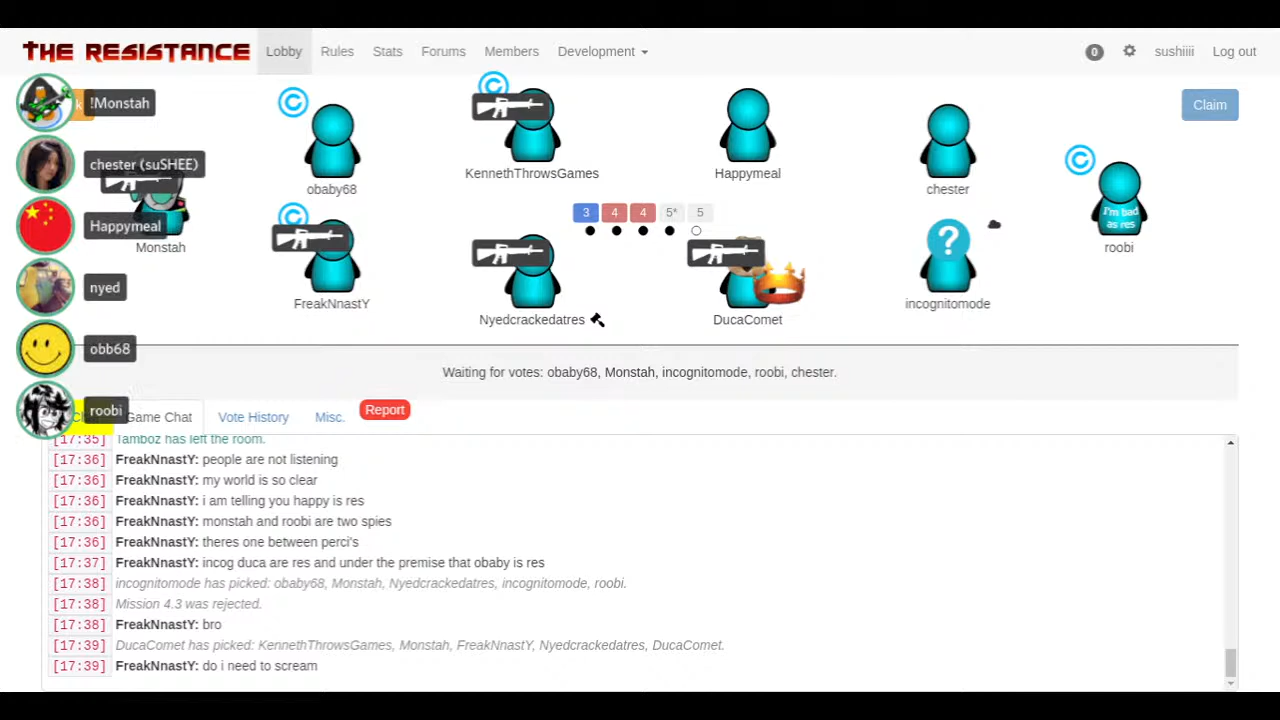 THE RESISTANCE Lobby Rules Stats Forums Members Development 0 sushiiii Log out
!Monstah
Claim
chester (suSHEE)
KennethThrowsGames
Happymeal
obaby68
chester
I'm bad
as res
3 4 4 5* 5
Happymeal
Monstah
roobi
nyed
FreakNnastY
incognitomode
Nyedcrackedatres
DucaComet
obb68
Waiting for votes: obaby68, Monstah, incognitomode, roobi, chester.
roobi
Game Chat Vote History Misc. Report
[17:35] Tamboz has left the room.
[17:36] FreakNnastY: people are not listening
[17:36] FreakNnastY: my world is so clear
[17:36] FreakNnastY: i am telling you happy is res
[17:36] FreakNnastY: monstah and roobi are two spies
[17:36] FreakNnastY: theres one between perci's
[17:37] FreakNnastY: incog duca are res and under the premise that obaby is res
[17:38] incognitomode has picked: obaby68, Monstah, Nyedcrackedatres, incognitomode, roobi.
[17:38] Mission 4.3 was rejected.
[17:38] FreakNnastY: bro
[17:39] DucaComet has picked: KennethThrowsGames, Monstah, FreakNnastY, Nyedcrackedatres, DucaComet.
[17:39] FreakNnastY: do i need to scream